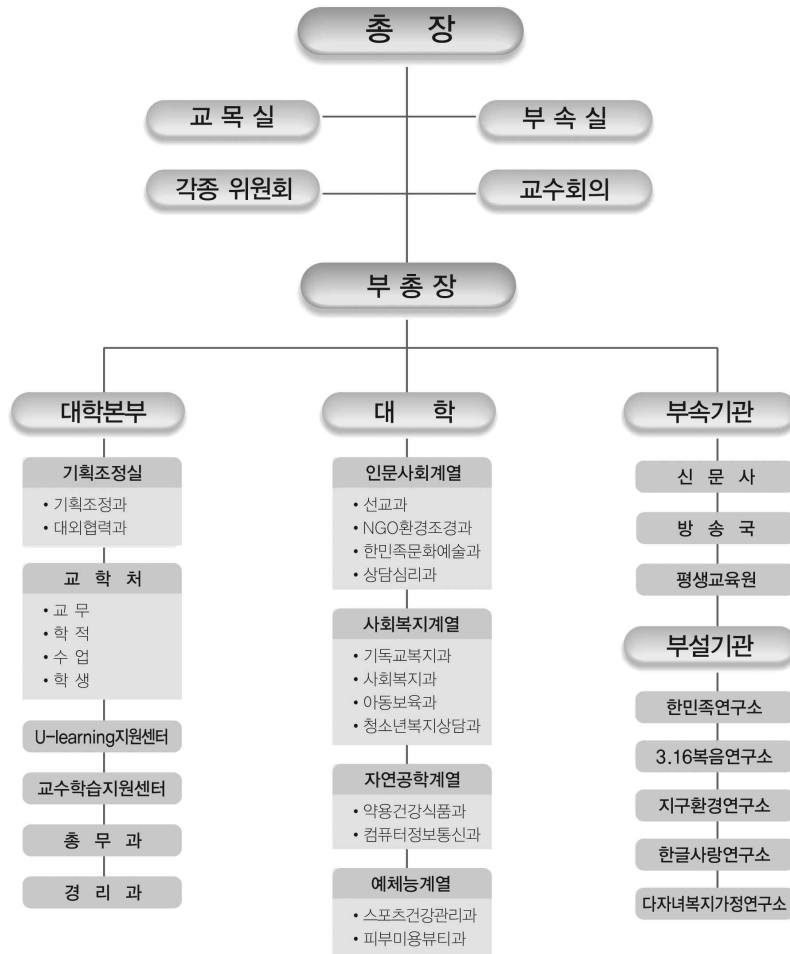 총 장
교 목 실
부 속 실
각종 위원회
교수회의
부 총 장
대학본부
기획조정실
• 기획조정과
• 대외협력과
교 학 처
• 교 무
• 학 적
• 수 업
• 학 생
U-learning지원센터
교수학습지원센터
총 무 과
경 리 과
대 학
인문사회계열
• 선교과
• NGO환경조경과
• 한민족문화예술과
• 상담심리과
사회복지계열
• 기독교복지과
• 사회복지과
• 아동보육과
• 청소년복지상담과
자연공학계열
• 약용건강식품과
• 컴퓨터정보통신과
예체능계열
• 스포츠건강관리과
• 피부미용뷰티과
부속기관
신 문 사
방 송 국
평생교육원
부설기관
한민족연구소
3.16복음연구소
지구환경연구소
한글사랑연구소
다자녀복지가정연구소